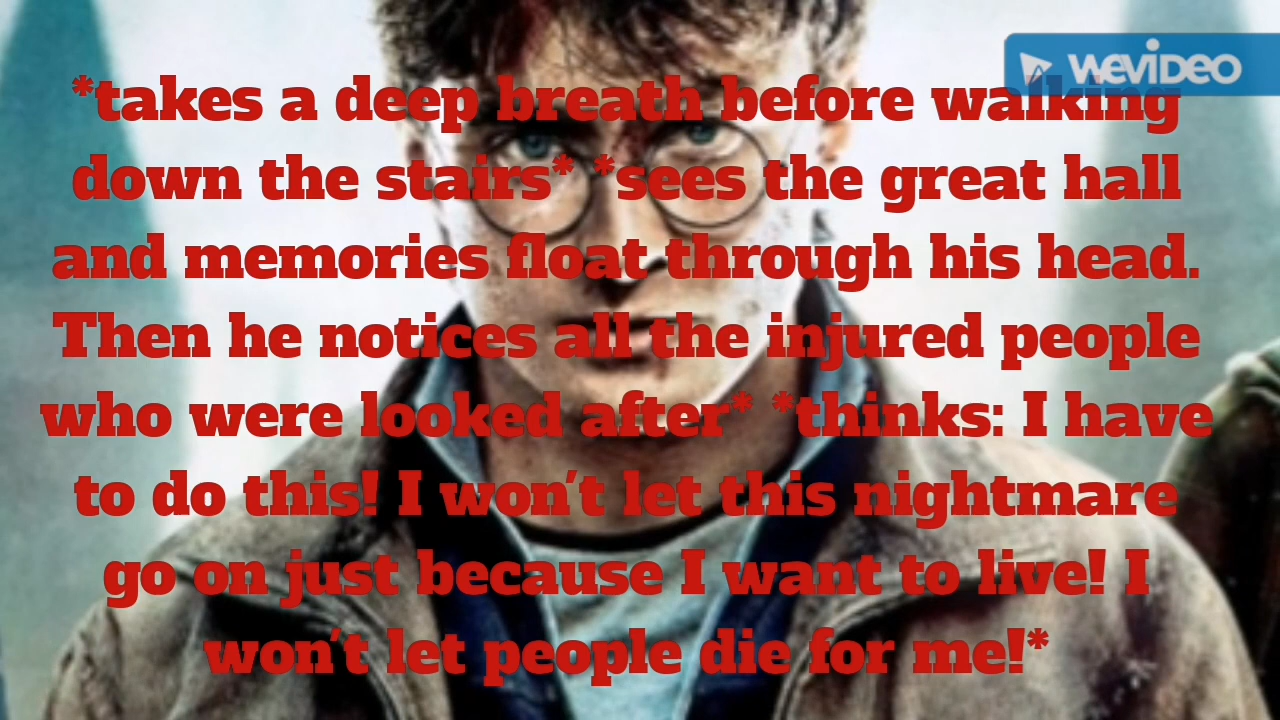 WEVIDEO
*takes a deep breath before walking
down the stairs* *sees the great hall
and memories float through his head.
Then he notices all the injured people
who were looked after* *thinks: I have
to do this! I won't let this nightmare
go on just because I want to live! I
won't let people die for me!*